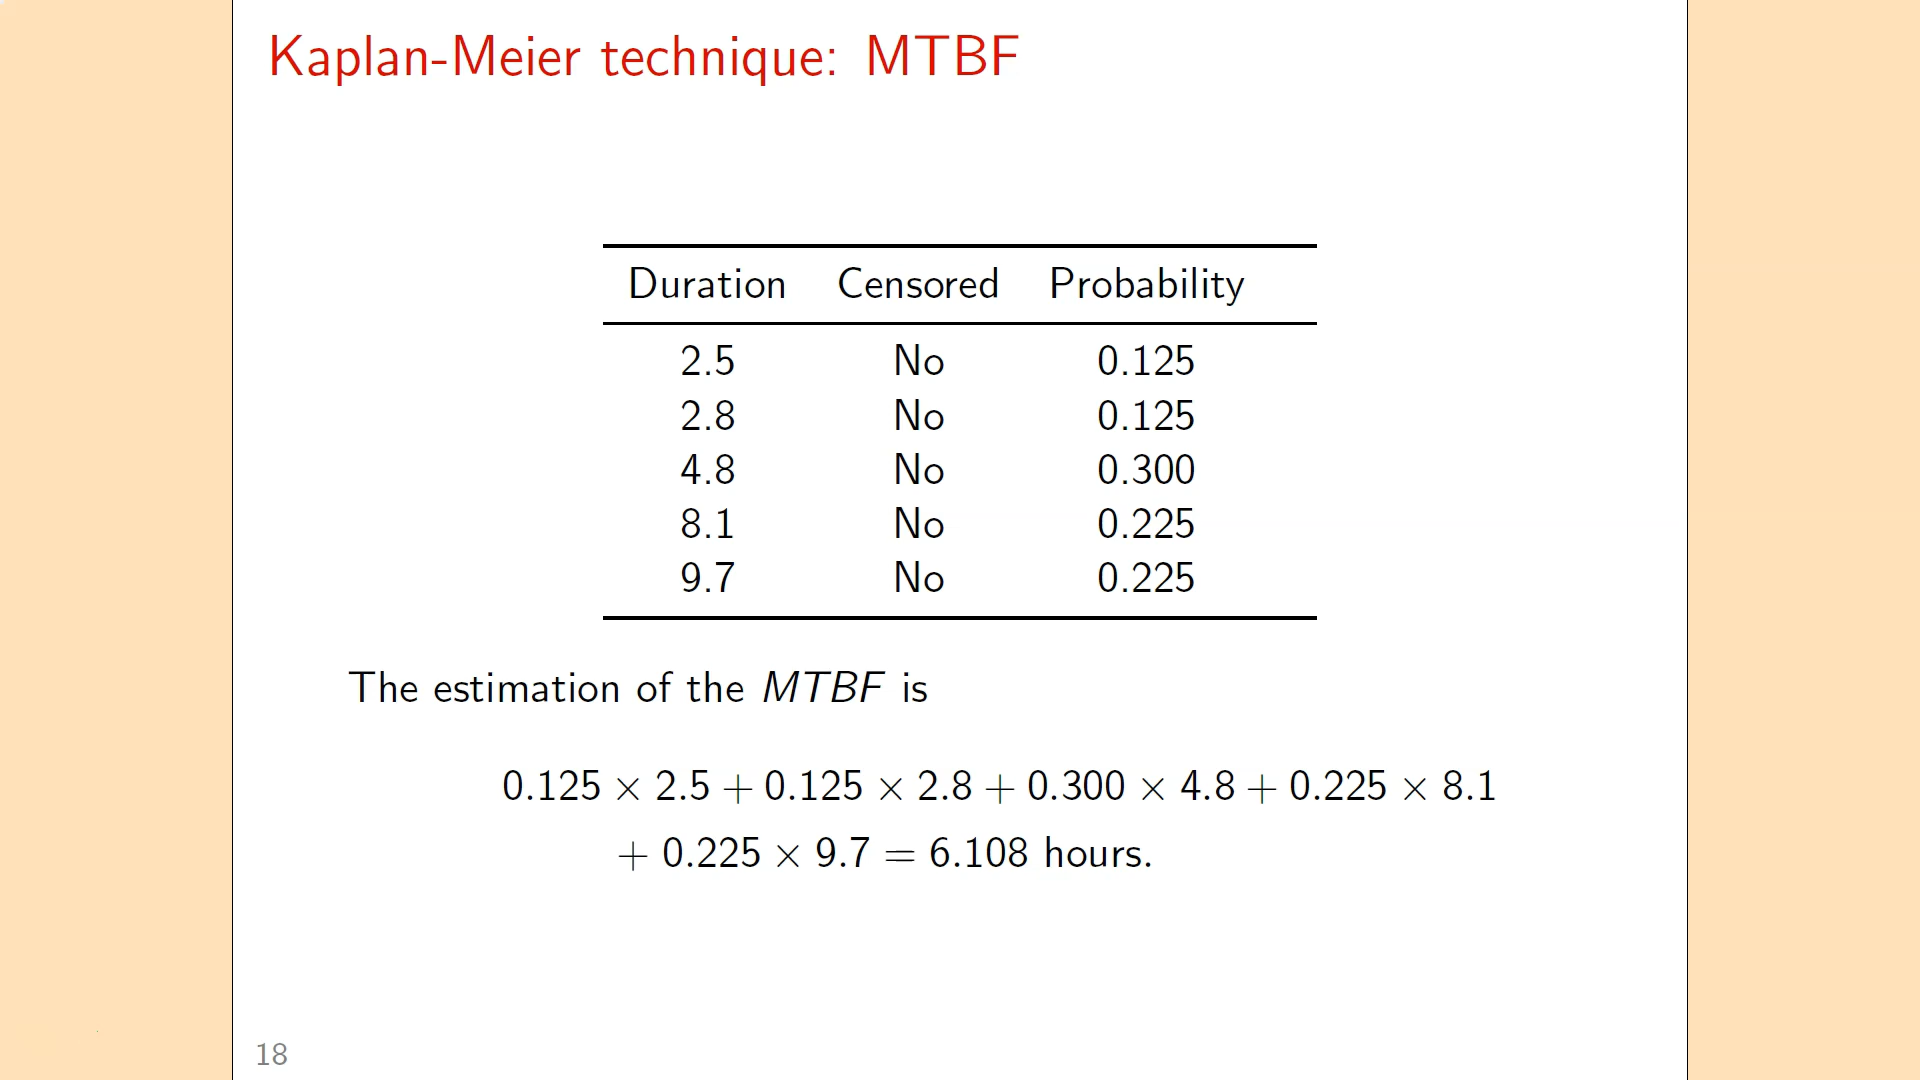 Kaplan-Meier technique: MTBF
Duration Censored Probability
2.5 No 0.125
2.8 No 0.125
4.8 No 0.300
8.1 No 0.225
9.7 No 0.225
The estimation of the MTBF is
0.125 × 2.5 + 0.125 × 2.8 + 0.300 × 4.8 + 0.225 × 8.1
+ 0.225 × 9.7 = 6.108 hours.
18